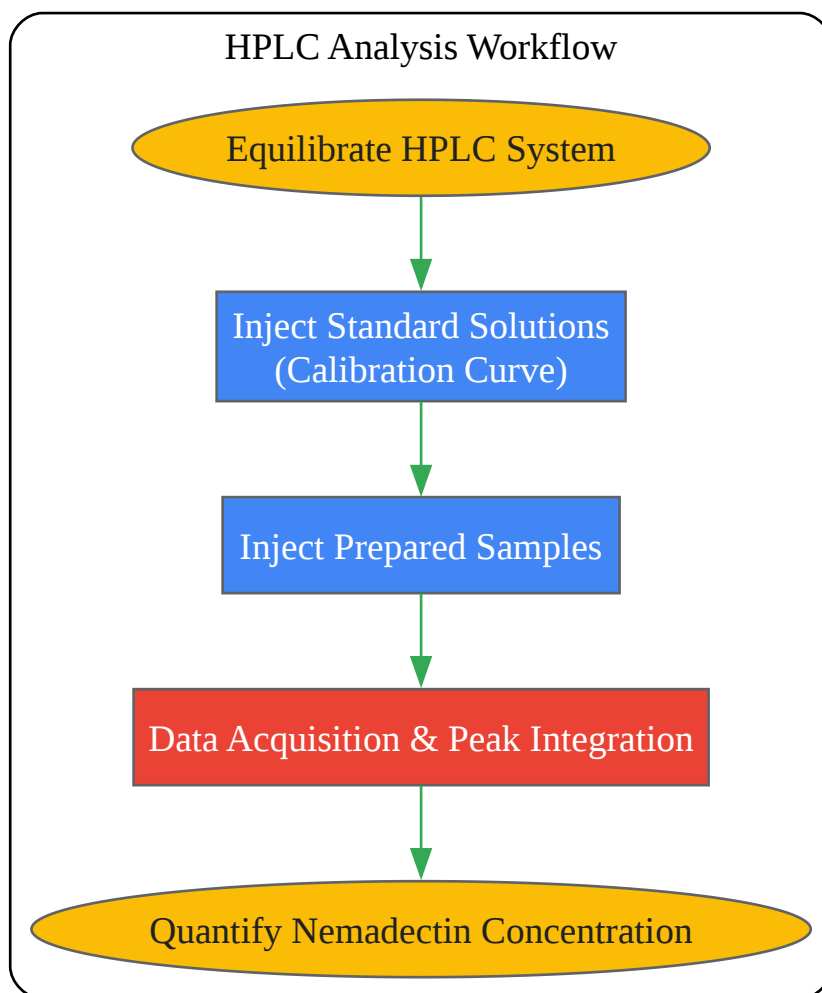 HPLC Analysis Workflow
Equilibrate HPLC System
Inject Standard Solutions
(Calibration Curve)
Inject Prepared Samples
Data Acquisition & Peak Integration
Quantify Nemadectin Concentration